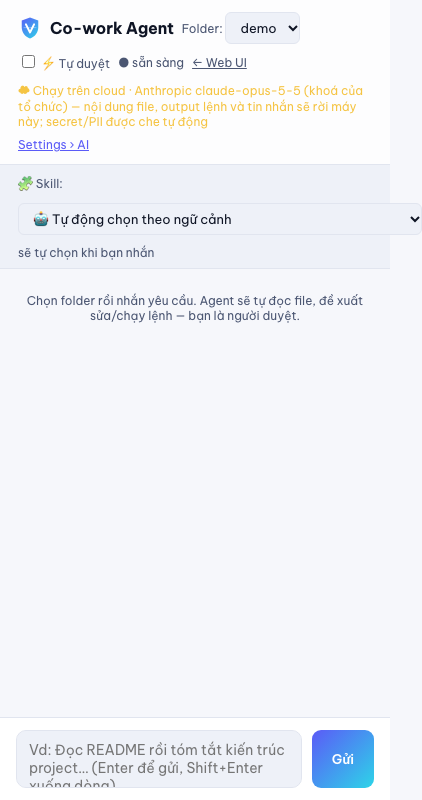 Co-work Agent Folder: demo
⚡ Tự duyệt ● sẵn sàng ← Web UI
Chạy trên cloud · Anthropic claude-opus-5-5 (khoá của
tổ chức) — nội dung file, output lệnh và tin nhắn sẽ rời máy
này; secret/PII được che tự động
Settings › AI
🧩 Skill:
🤖 Tự động chọn theo ngữ cảnh
sẽ tự chọn khi bạn nhắn
Chọn folder rồi nhắn yêu cầu. Agent sẽ tự đọc file, đề xuất
sửa/chạy lệnh — bạn là người duyệt.
Vd: Đọc README rồi tóm tắt kiến trúc
project... (Enter để gửi, Shift+Enter
xuống dòng)
Gửi